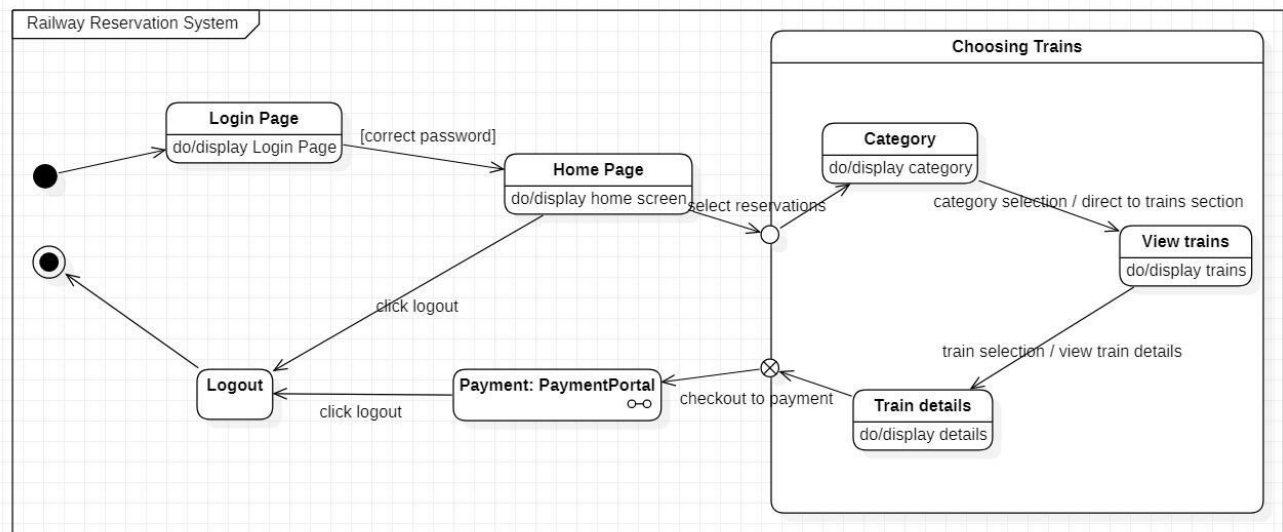 Railway Reservation System
Choosing Trains
Login Page
do/display Login Page
[correct password]
Home Page
do/display home screen
select reservations
Category
do/display category
category selection / direct to trains section
View trains
do/display trains
click logout
train selection / view train details
Logout
click logout
Payment: PaymentPortal
checkout to payment
Train details
do/display details